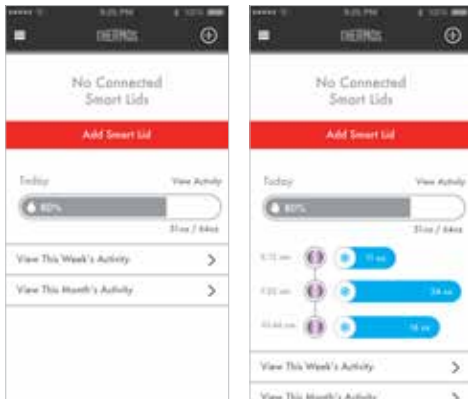 9:25 PM
100%
THERMOS
No Connected
Smart Lids
Add Smart Lid
Today
View Activity
80%
51oz / 64oz
View This Week's Activity
View This Month's Activity
9:25 PM
100%
THERMOS
No Connected
Smart Lids
Add Smart Lid
Today
View Activity
80%
51oz / 64oz
11 oz
24 oz
16 oz
View This Week's Activity
View This Month's Activity